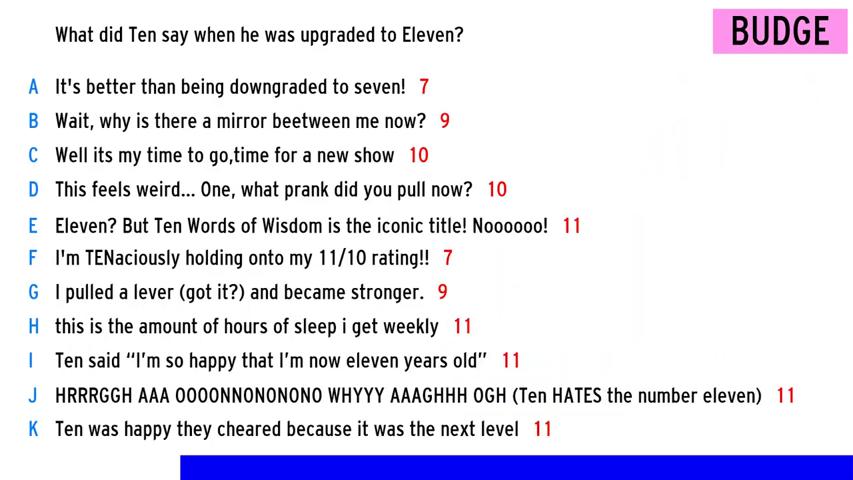 What did Ten say when he was upgraded to Eleven?
BUDGE
A It's better than being downgraded to seven! 7
B Wait, why is there a mirror beetween me now? 9
C Well its my time to go,time for a new show 10
D This feels weird... One, what prank did you pull now? 10
E Eleven? But Ten Words of Wisdom is the iconic title! Noooooo! 11
F I'm TENaciously holding onto my 11/10 rating!! 7
G I pulled a lever (got it?) and became stronger. 9
H this is the amount of hours of sleep i get weekly 11
I Ten said “I’m so happy that I’m now eleven years old” 11
J HRRRGGH AAA OOOONNONONONO WHYYY AAAGHHH OGH (Ten HATES the number eleven) 11
K Ten was happy they cheared because it was the next level 11